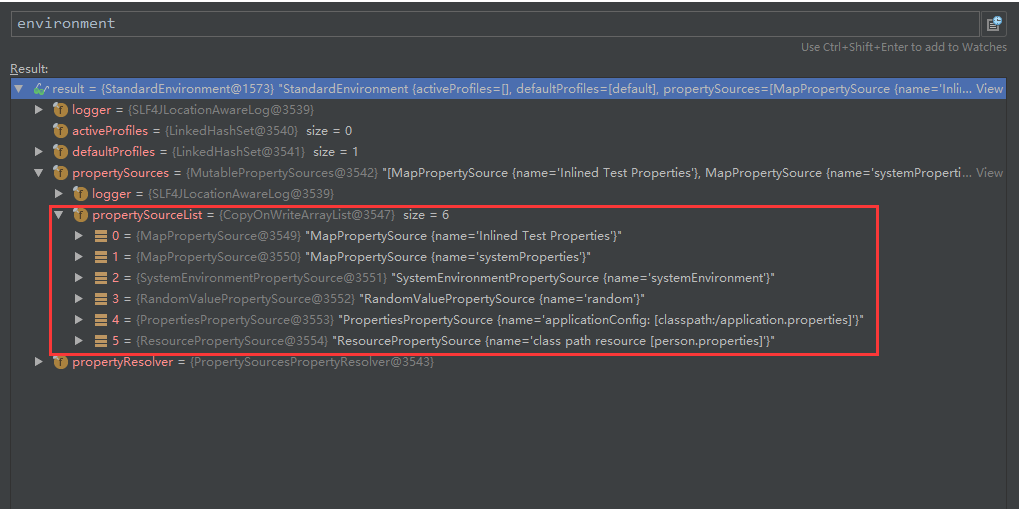 environment
Use Ctrl+Shift+Enter to add to Watches
Result:
result = {StandardEnvironment@1573} "StandardEnvironment {activeProfiles=[], defaultProfiles=[default], propertySources=[MapPropertySource {name='Inlii... View
f logger = {SLF4JLocationAwareLog@3539}
f activeProfiles = {LinkedHashSet@3540} size = 0
f defaultProfiles = {LinkedHashSet@3541} size = 1
f propertySources = {MutablePropertySources@3542} "[MapPropertySource {name='Inlined Test Properties'}, MapPropertySource {name='systemProperti... View
f logger = {SLF4JLocationAwareLog@3539}
f propertySourceList = {CopyOnWriteArrayList@3547} size = 6
0 = {MapPropertySource@3549} "MapPropertySource {name='Inlined Test Properties'}"
1 = {MapPropertySource@3550} "MapPropertySource {name='systemProperties'}"
2 = {SystemEnvironmentPropertySource@3551} "SystemEnvironmentPropertySource {name='systemEnvironment'}"
3 = {RandomValuePropertySource@3552} "RandomValuePropertySource {name='random'}"
4 = {PropertiesPropertySource@3553} "PropertiesPropertySource {name='applicationConfig: [classpath:/application.properties]'}"
5 = {ResourcePropertySource@3554} "ResourcePropertySource {name='class path resource [person.properties]'}"
f propertyResolver = {PropertySourcesPropertyResolver@3543}